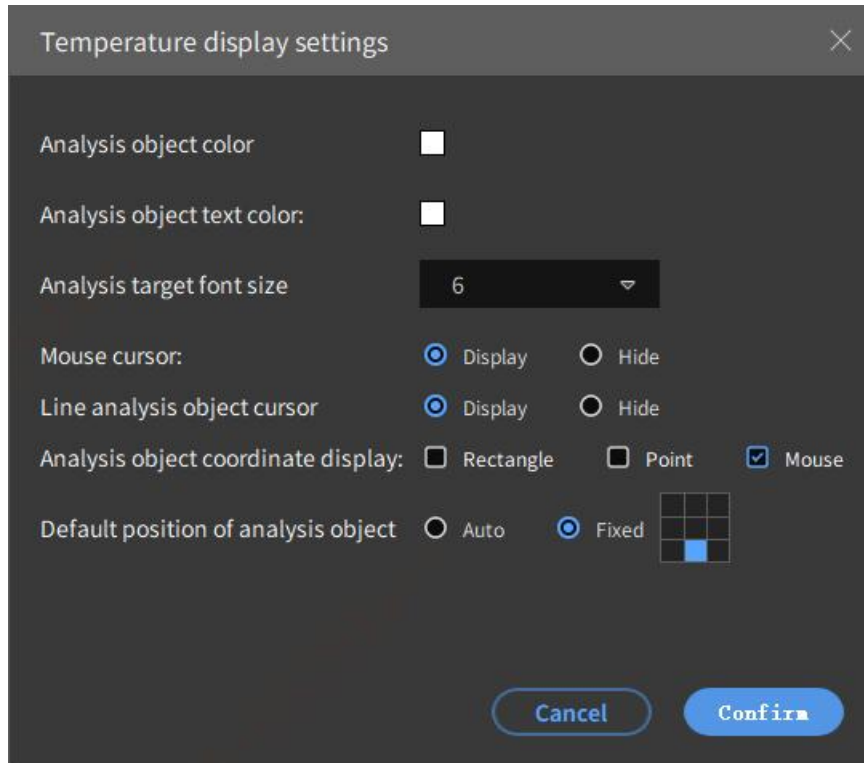 Temperature display settings
Analysis object color
Analysis object text color:
Analysis target font size 6
Mouse cursor: Display Hide
Line analysis object cursor Display Hide
Analysis object coordinate display: Rectangle Point Mouse
Default position of analysis object Auto Fixed
Cancel Confirm